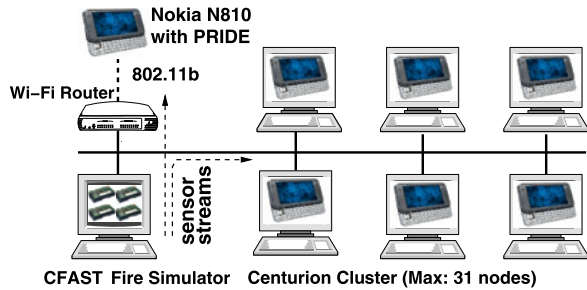 Nokia N810
with PRIDE
802.11b
Wi–Fi Router
sensor
streams
CFAST Fire Simulator
Centurion Cluster (Max: 31 nodes)